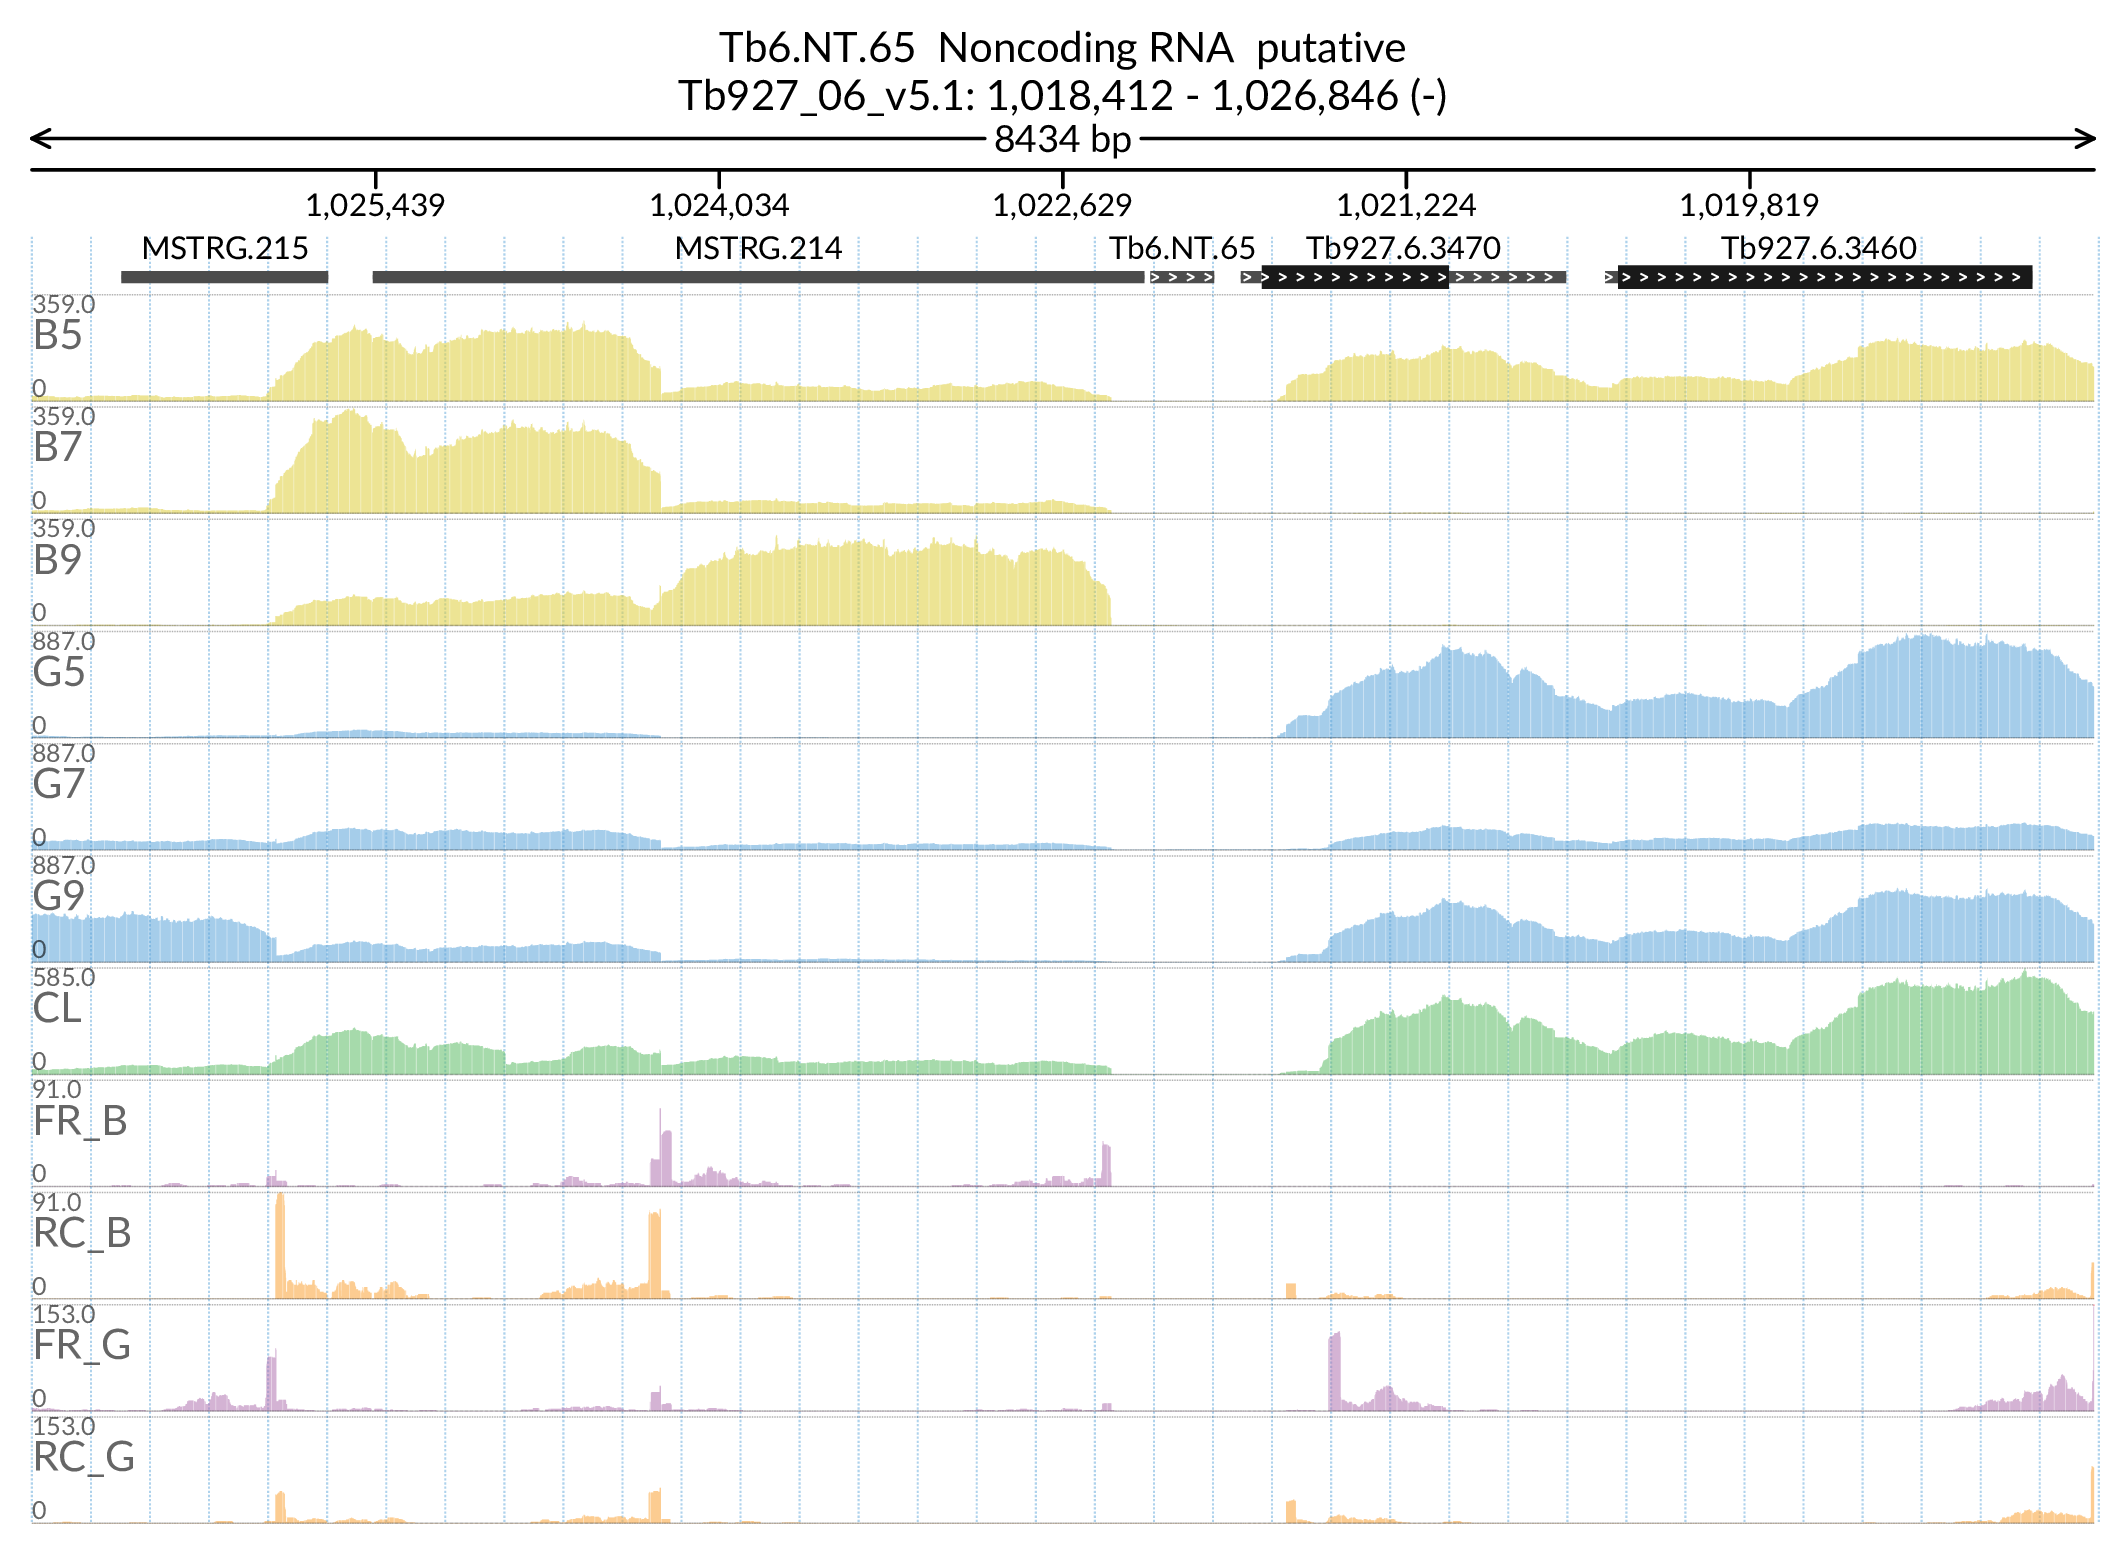 Tb6.NT.65 Noncoding RNA putative
Tb927_06_v5.1: 1,018,412 - 1,026,846 (-)
8434 bp
1,025,439 1,024,034 1,022,629 1,021,224 1,019,819
MSTRG.215 MSTRG.214 Tb6.NT.65 Tb927.6.3470 Tb927.6.3460
359.0
B5
0
359.0
B7
0
359.0
B9
0
887.0
G5
0
887.0
G7
0
887.0
G9
0
585.0
CL
0
91.0
FR_B
0
91.0
RC_B
0
153.0
FR_G
0
153.0
RC_G
0